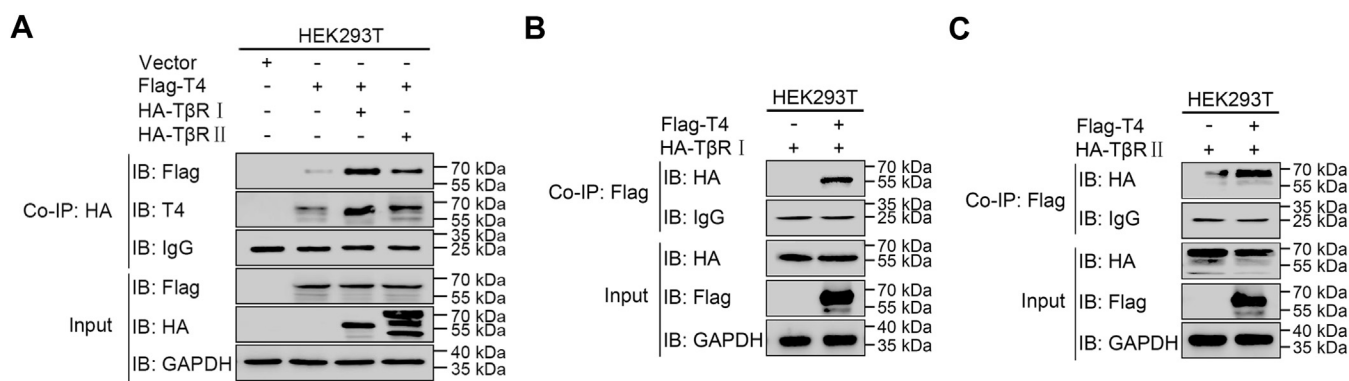 A
HEK293T
Vector + - - -
Flag-T4 - + + +
HA-TβR Ⅰ - - + -
HA-TβR Ⅱ - - - +
Co-IP: HA
IB: Flag
70 kDa
55 kDa
IB: T4
70 kDa
55 kDa
IB: IgG
35 kDa
25 kDa
Input
IB: Flag
70 kDa
55 kDa
IB: HA
70 kDa
55 kDa
IB: GAPDH
40 kDa
35 kDa
B
HEK293T
Flag-T4 - +
HA-TβR Ⅰ + +
Co-IP: Flag
IB: HA
70 kDa
55 kDa
IB: IgG
35 kDa
25 kDa
Input
IB: HA
70 kDa
55 kDa
IB: Flag
70 kDa
55 kDa
IB: GAPDH
40 kDa
35 kDa
C
HEK293T
Flag-T4 - +
HA-TβR Ⅱ + +
Co-IP: Flag
IB: HA
70 kDa
55 kDa
IB: IgG
35 kDa
25 kDa
Input
IB: HA
70 kDa
55 kDa
IB: Flag
70 kDa
55 kDa
IB: GAPDH
40 kDa
35 kDa